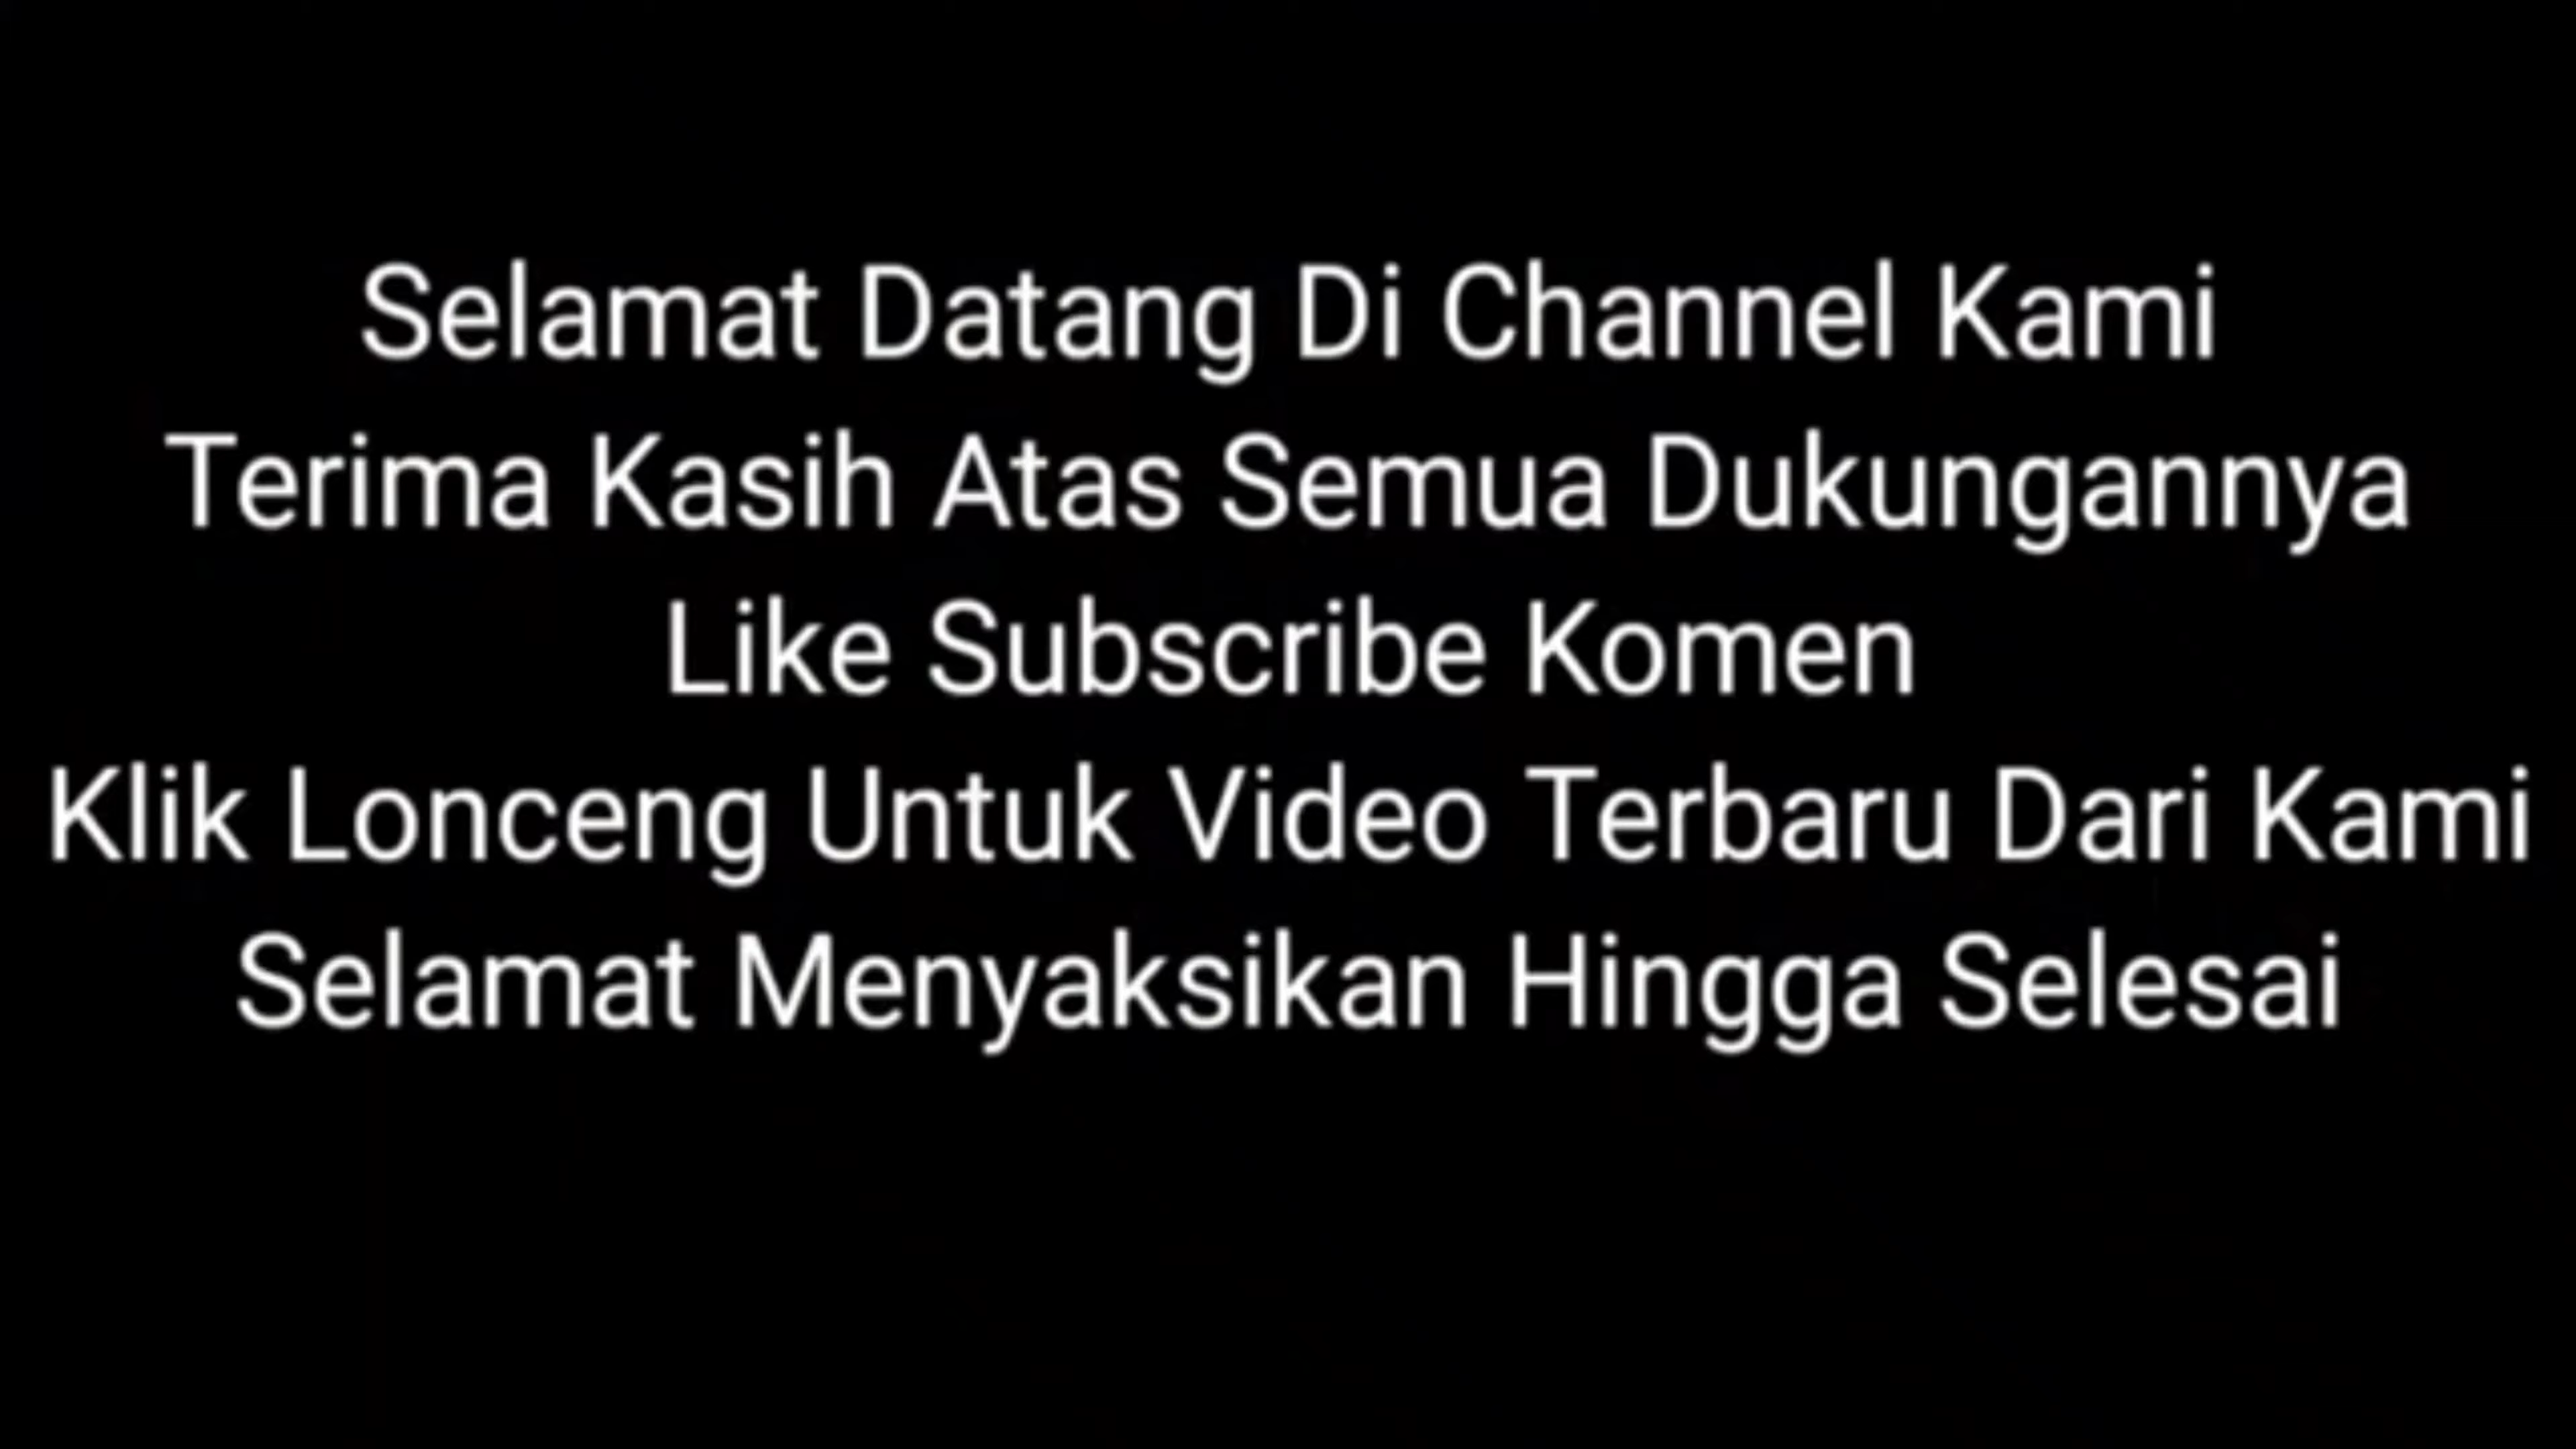 Selamat Datang Di Channel Kami
Terima Kasih Atas Semua Dukungannya
Like Subscribe Komen
Klik Lonceng Untuk Video Terbaru Dari Kami
Selamat Menyaksikan Hingga Selesai